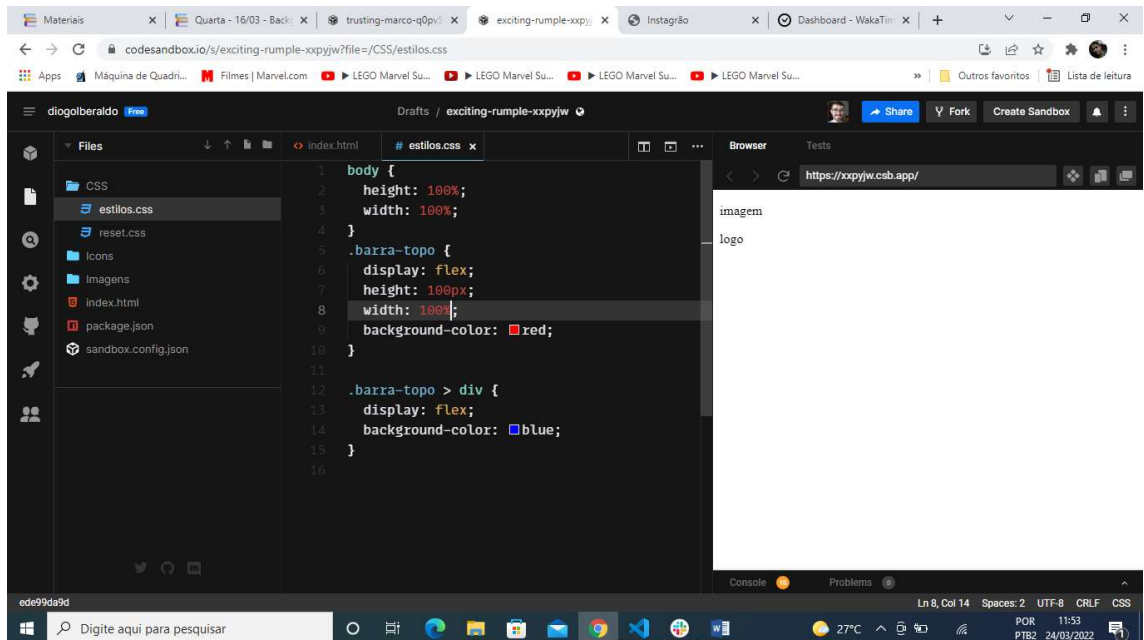 Materiais
Quarta - 16/03 - Back
trusting-marco-q0pv5
exciting-rumple-xxpyj
Instagrão
Dashboard - WakaTim
codesandbox.io/s/exciting-rumple-xxpyjw?file=/CSS/estilos.css
Apps
Máquina de Quadri...
Filmes | Marvel.com
▶ LEGO Marvel Su...
▶ LEGO Marvel Su...
▶ LEGO Marvel Su...
▶ LEGO Marvel Su...
»
Outros favoritos
Lista de leitura
diogolberaldo Free
Drafts / exciting-rumple-xxpyjw
Share
Fork
Create Sandbox
Files
CSS
estilos.css
reset.css
Icons
Imagens
index.html
package.json
sandbox.config.json
index.html
# estilos.css x
1 body {
2 height: 100%;
3 width: 100%;
4 }
5 .barra-topo {
6 display: flex;
7 height: 100px;
8 width: 100%;
9 background-color: red;
10 }
11
12 .barra-topo > div {
13 display: flex;
14 background-color: blue;
15 }
16
Browser
Tests
https://xxpyjw.csb.app/
imagem
logo
Console
Problems 0
ede99da9d
Ln 8, Col 14 Spaces: 2 UTF-8 CRLF CSS
Digite aqui para pesquisar
27°C
POR
PTB2
11:53
24/03/2022